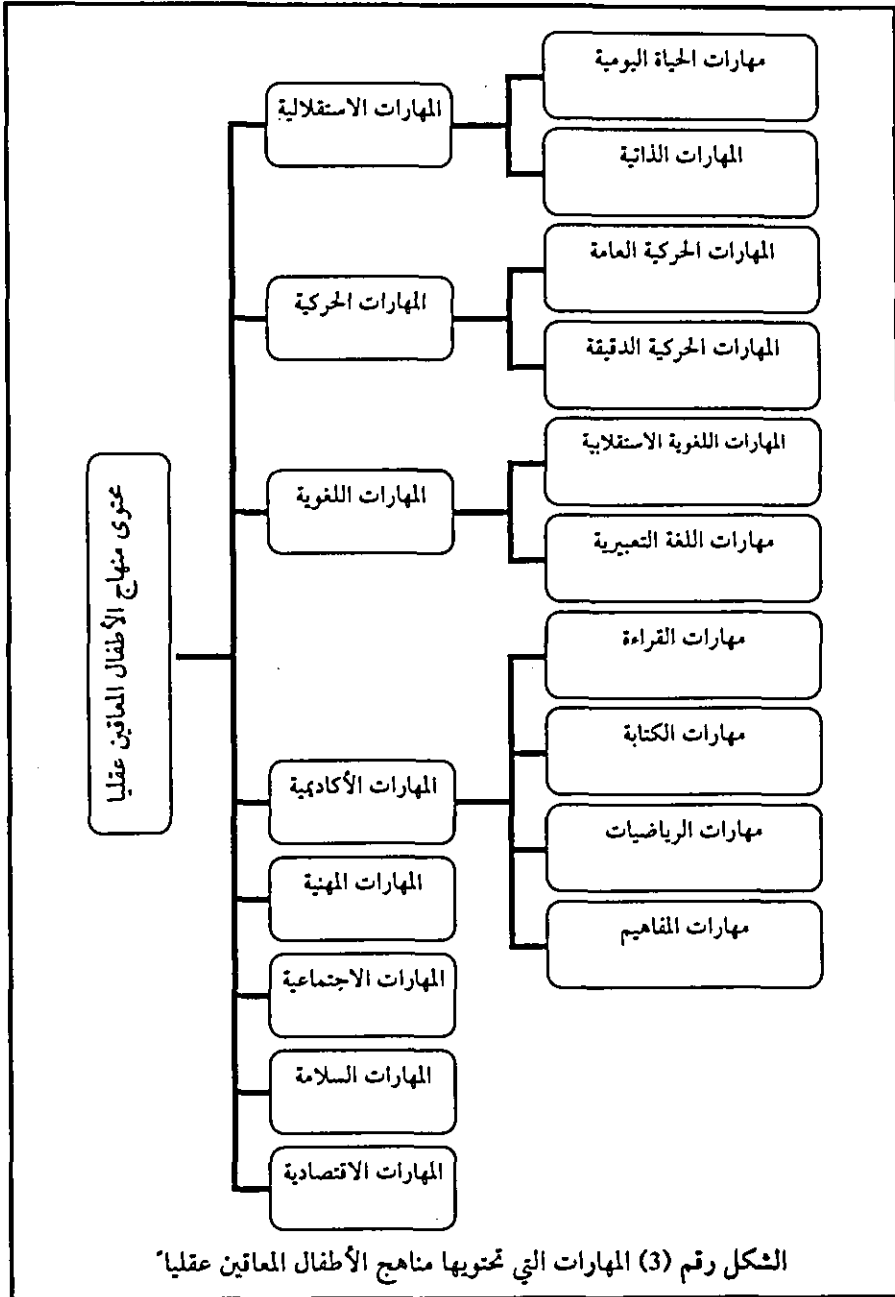 محتوى منهاج الأطفال المعاقين عقليا
المهارات الاستقلالية
مهارات الحياة اليومية
المهارات الذاتية
المهارات الحركية
المهارات الحركية العامة
المهارات الحركية الدقيقة
المهارات اللغوية
المهارات اللغوية الاستقلابية
مهارات اللغة التعبيرية
المهارات الأكاديمية
مهارات القراءة
مهارات الكتابة
مهارات الرياضيات
مهارات المفاهيم
المهارات المهنية
المهارات الاجتماعية
المهارات السلامة
المهارات الاقتصادية
الشكل رقم (3) المهارات التي تحتويها مناهج الأطفال المعاقين عقلياً